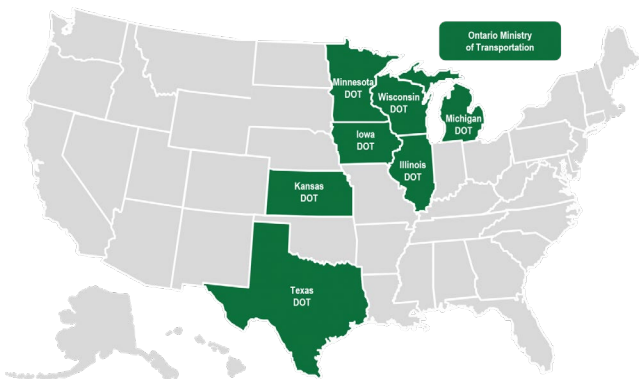 Ontario Ministry
of Transportation
Minnesota
DOT
Wisconsin
DOT
Michigan
DOT
Iowa
DOT
Illinois
DOT
Kansas
DOT
Texas
DOT